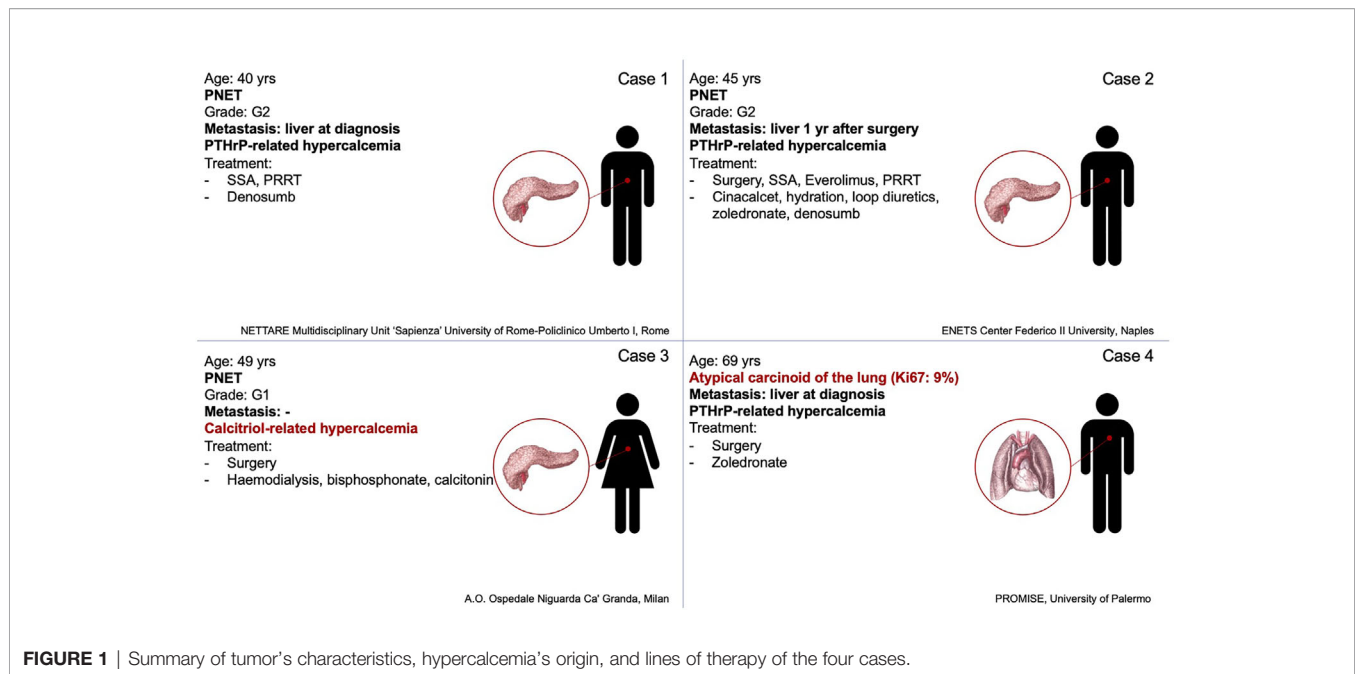 Age: 40 yrs
Case 1
PNET
Grade: G2
Metastasis: liver at diagnosis
PTHrP-related hypercalcemia
Treatment:
- SSA, PRRT
- Denosumb
NETTARE Multidisciplinary Unit 'Sapienza' University of Rome-Policlinico Umberto I, Rome
Age: 45 yrs
Case 2
PNET
Grade: G2
Metastasis: liver 1 yr after surgery
PTHrP-related hypercalcemia
Treatment:
- Surgery, SSA, Everolimus, PRRT
- Cinacalcet, hydration, loop diuretics,
zoledronate, denosumb
ENETS Center Federico II University, Naples
Age: 49 yrs
Case 3
PNET
Grade: G1
Metastasis: -
Calcitriol-related hypercalcemia
Treatment:
- Surgery
- Haemodialysis, bisphosphonate, calcitonin
A.O. Ospedale Niguarda Ca' Granda, Milan
Age: 69 yrs
Case 4
Atypical carcinoid of the lung (Ki67: 9%)
Metastasis: liver at diagnosis
PTHrP-related hypercalcemia
Treatment:
- Surgery
- Zoledronate
PROMISE, University of Palermo
FIGURE 1 | Summary of tumor's characteristics, hypercalcemia's origin, and lines of therapy of the four cases.